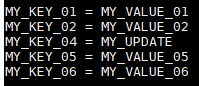 MY_KEY_01 = MY_VALUE_01
MY_KEY_02 = MY_VALUE_02
MY_KEY_04 = MY_UPDATE
MY_KEY_05 = MY_VALUE_05
MY_KEY_06 = MY_VALUE_06